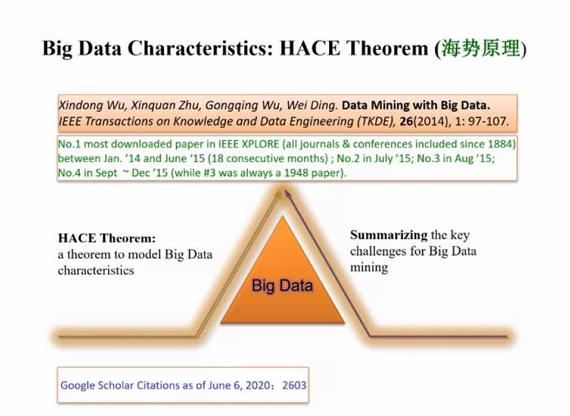 Big Data Characteristics: HACE Theorem (海势原理)
Xindong Wu, Xinquan Zhu, Gongqing Wu, Wei Ding. Data Mining with Big Data.
IEEE Transactions on Knowledge and Data Engineering (TKDE), 26(2014), 1: 97-107.
No.1 most downloaded paper in IEEE XPLORE (all journals & conferences included since 1884)
between Jan. '14 and June '15 (18 consecutive months) ; No.2 in July '15; No.3 in Aug '15;
No.4 in Sept ~ Dec '15 (while #3 was always a 1948 paper).
HACE Theorem:
a theorem to model Big Data
characteristics
Summarizing the key
challenges for Big Data
mining
Big Data
Google Scholar Citations as of June 6, 2020： 2603